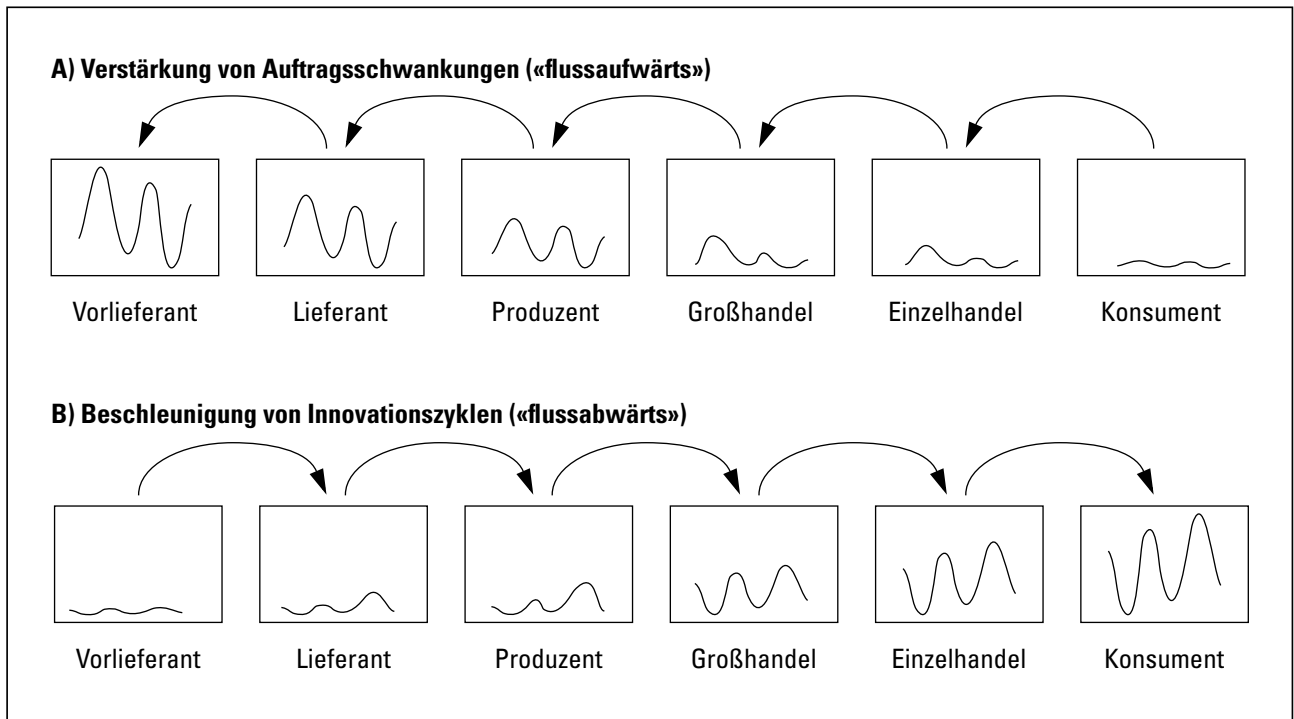 A) Verstärkung von Auftragsschwankungen («flussaufwärts»)
Vorlieferant Lieferant Produzent Großhandel Einzelhandel Konsument
B) Beschleunigung von Innovationszyklen («flussabwärts»)
Vorlieferant Lieferant Produzent Großhandel Einzelhandel Konsument